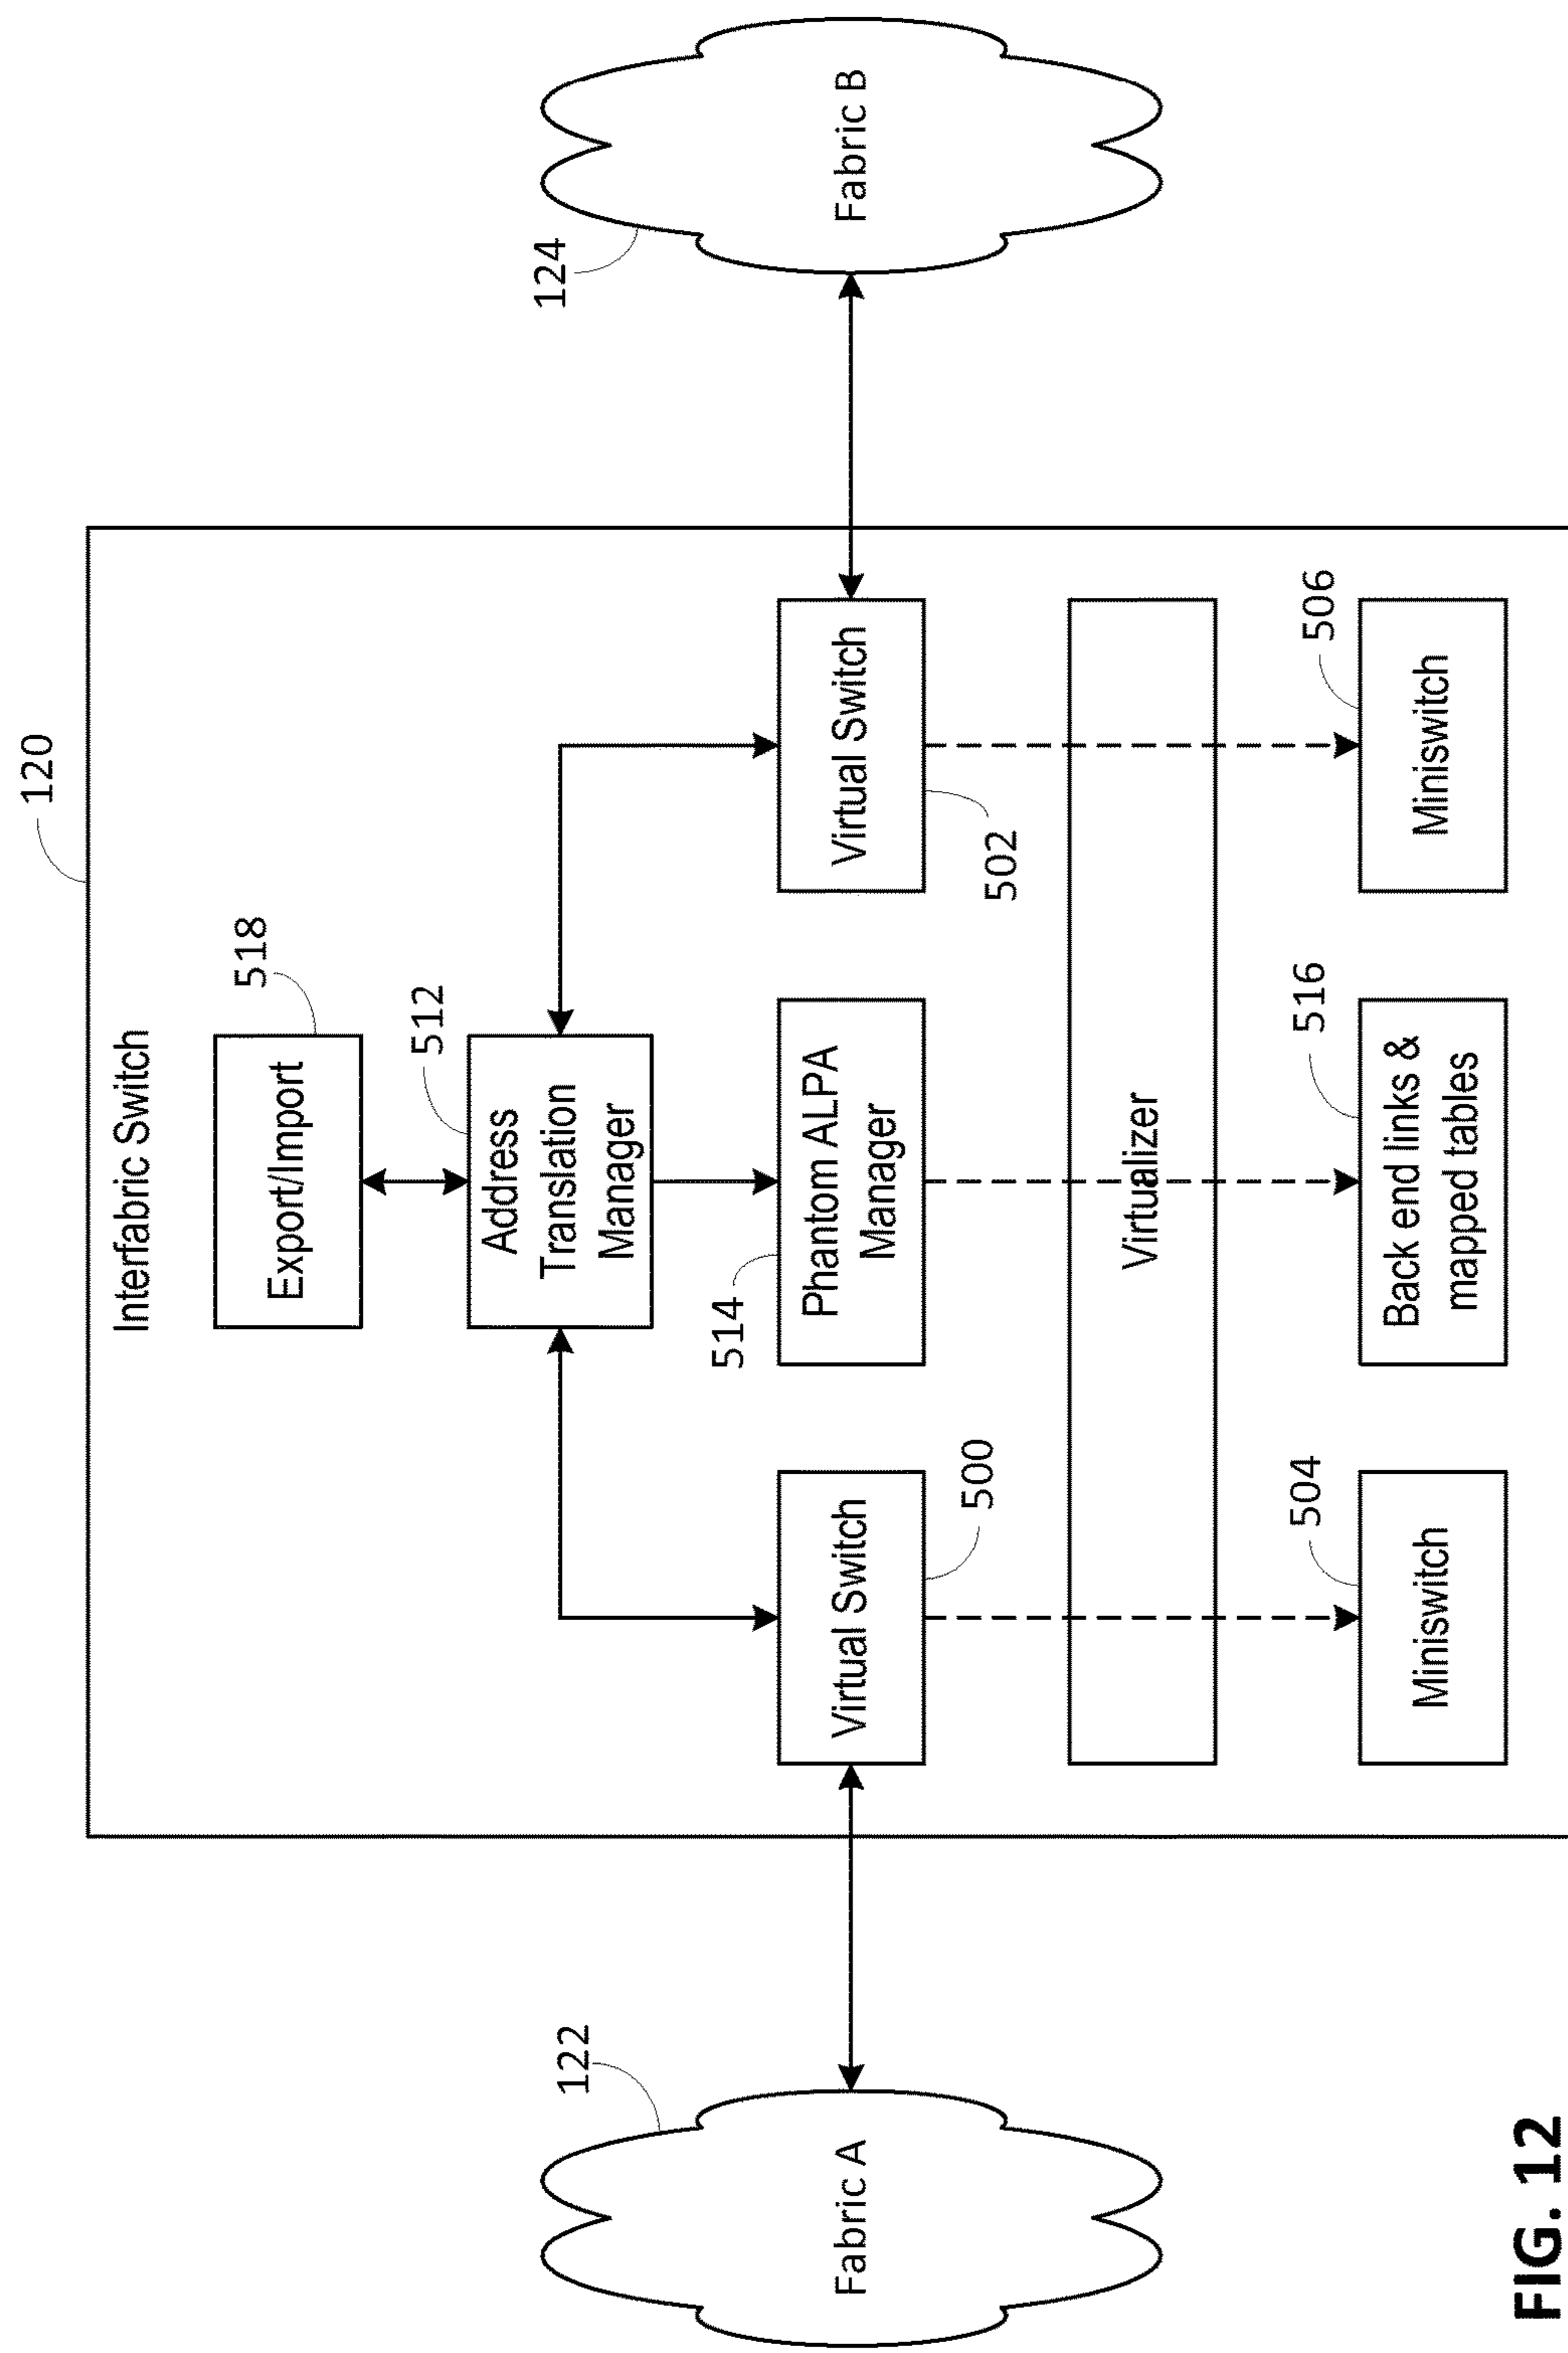 120
Interfabric Switch
518
Export/Import
512
Address
Translation
Manager
122
124
Fabric A
Virtual Switch
500
514
Phantom ALPA
Manager
Virtual Switch
502
Fabric B
Virtualizer
504
516
506
Miniswitch
Back end links &
mapped tables
Miniswitch
FIG. 12